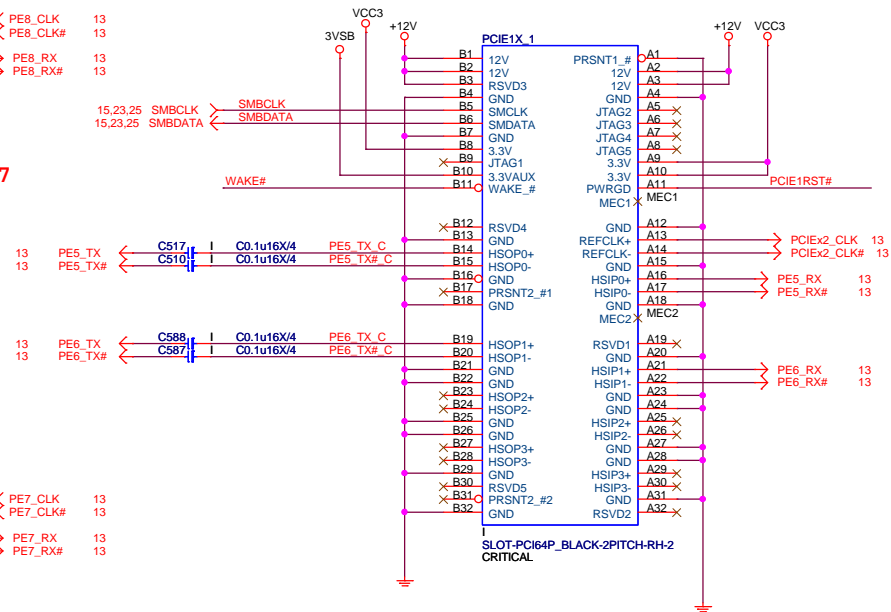 PE8_CLK 13
PE8_CLK# 13
PE8_RX 13
PE8_RX# 13
7
3VSB
VCC3
+12V
PCIE1X_1
+12V
VCC3
B1 12V PRSNT1_# A1
B2 12V 12V A2
B3 RSVD3 12V A3
B4 GND GND A4
15,23,25 SMBCLK SMBCLK B5 SMCLK JTAG2 A5
15,23,25 SMBDATA SMBDATA B6 SMDATA JTAG3 A6
B7 GND JTAG4 A7
B8 3.3V JTAG5 A8
B9 JTAG1 3.3V A9
B10 3.3VAUX 3.3V A10
WAKE# B11 WAKE_# PWRGD A11 PCIE1RST#
MEC1 MEC1
B12 RSVD4 GND A12
B13 GND REFCLK+ A13 PCIEx2_CLK 13
13 PE5_TX C517 I C0.1u16X/4 PE5_TX_C B14 HSOP0+ REFCLK- A14 PCIEx2_CLK# 13
13 PE5_TX# C510 C0.1u16X/4 PE5_TX#_C B15 HSOP0- GND A15
B16 GND HSIP0+ A16 PE5_RX 13
B17 PRSNT2_#1 HSIP0- A17 PE5_RX# 13
B18 GND GND A18
MEC2 MEC2
13 PE6_TX C588 I C0.1u16X/4 PE6_TX_C B19 HSOP1+ RSVD1 A19
13 PE6_TX# C587 C0.1u16X/4 PE6_TX#_C B20 HSOP1- GND A20
B21 GND HSIP1+ A21 PE6_RX 13
B22 GND HSIP1- A22 PE6_RX# 13
B23 HSOP2+ GND A23
B24 HSOP2- GND A24
B25 GND HSIP2+ A25
B26 GND HSIP2- A26
B27 HSOP3+ GND A27
B28 HSOP3- GND A28
B29 GND HSIP3+ A29
B30 RSVD5 HSIP3- A30
B31 PRSNT2_#2 GND A31
B32 GND RSVD2 A32
PE7_CLK 13
PE7_CLK# 13
PE7_RX 13
PE7_RX# 13
I
SLOT-PCI64P_BLACK-2PITCH-RH-2
CRITICAL